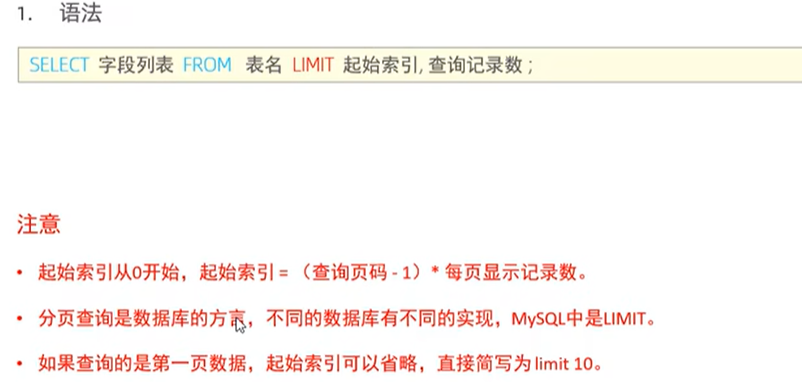 1. 语法
SELECT 字段列表 FROM 表名 LIMIT 起始索引, 查询记录数 ;
注意
• 起始索引从0开始，起始索引 = （查询页码 - 1）* 每页显示记录数。
• 分页查询是数据库的方言，不同的数据库有不同的实现，MySQL中是LIMIT。
• 如果查询的是第一页数据，起始索引可以省略，直接简写为 limit 10。